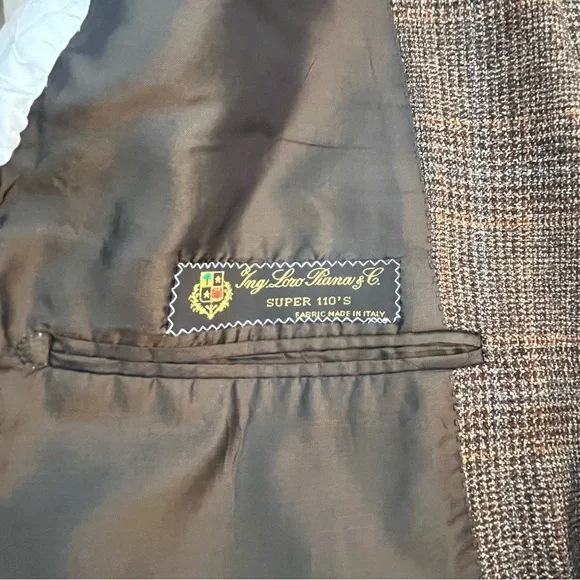 Ing. Loro Piana & C.
SUPER 110'S
FABRIC MADE IN ITALY